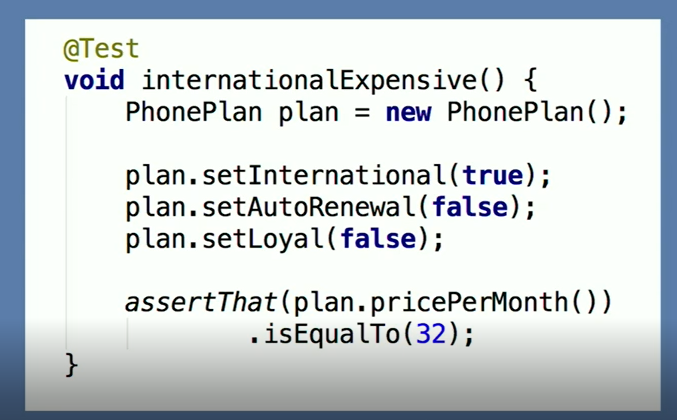 @Test
void internationalExpensive() {
PhonePlan plan = new PhonePlan();
plan.setInternational(true);
plan.setAutoRenewal(false);
plan.setLoyal(false);
assertThat(plan.pricePerMonth())
.isEqualTo(32);
}